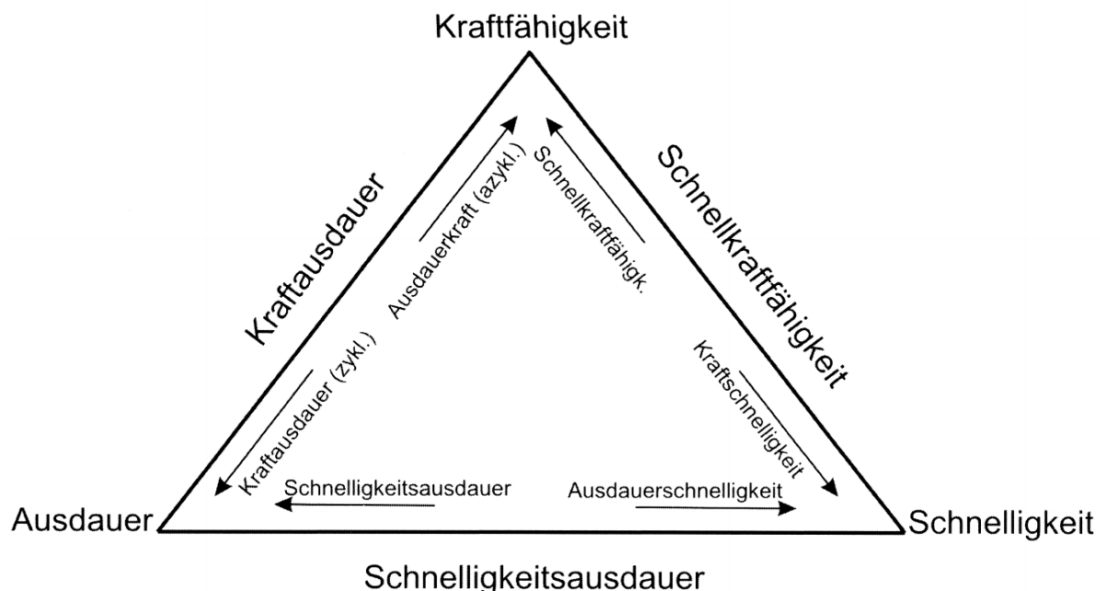 Kraftfähigkeit
Kraftausdauer
Ausdauerkraft (azykl.)
Schnellkraftfähigk.
Schnellkraftfähigkeit
Kraftausdauer (zykl.)
Kraftschnelligkeit
Schnelligkeitsausdauer
Ausdauerschnelligkeit
Ausdauer
Schnelligkeit
Schnelligkeitsausdauer